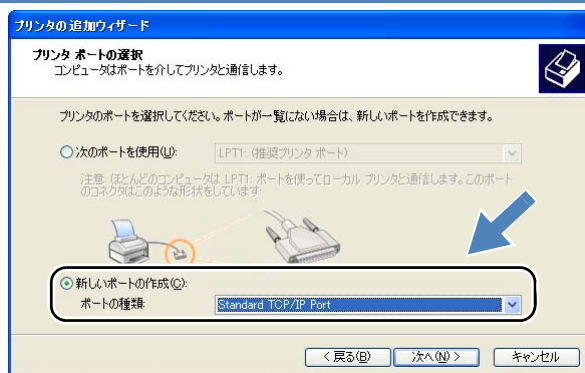 プリンタの追加ウィザード
プリンタ ポートの選択
コンピュータはポートを介してプリンタと通信します。
プリンタのポートを選択してください。ポートが一覧にない場合は、新しいポートを作成できます。
次のポートを使用(U):
LPT1: (推奨プリンタ ポート)
注意: ほとんどのコンピュータは LPT1: ポートを使ってローカル プリンタと通信します。このポート
のコネクタはこのような形状をしています:
新しいポートの作成(C):
ポートの種類:
Standard TCP/IP Port
< 戻る(B)
次へ(N) >
キャンセル